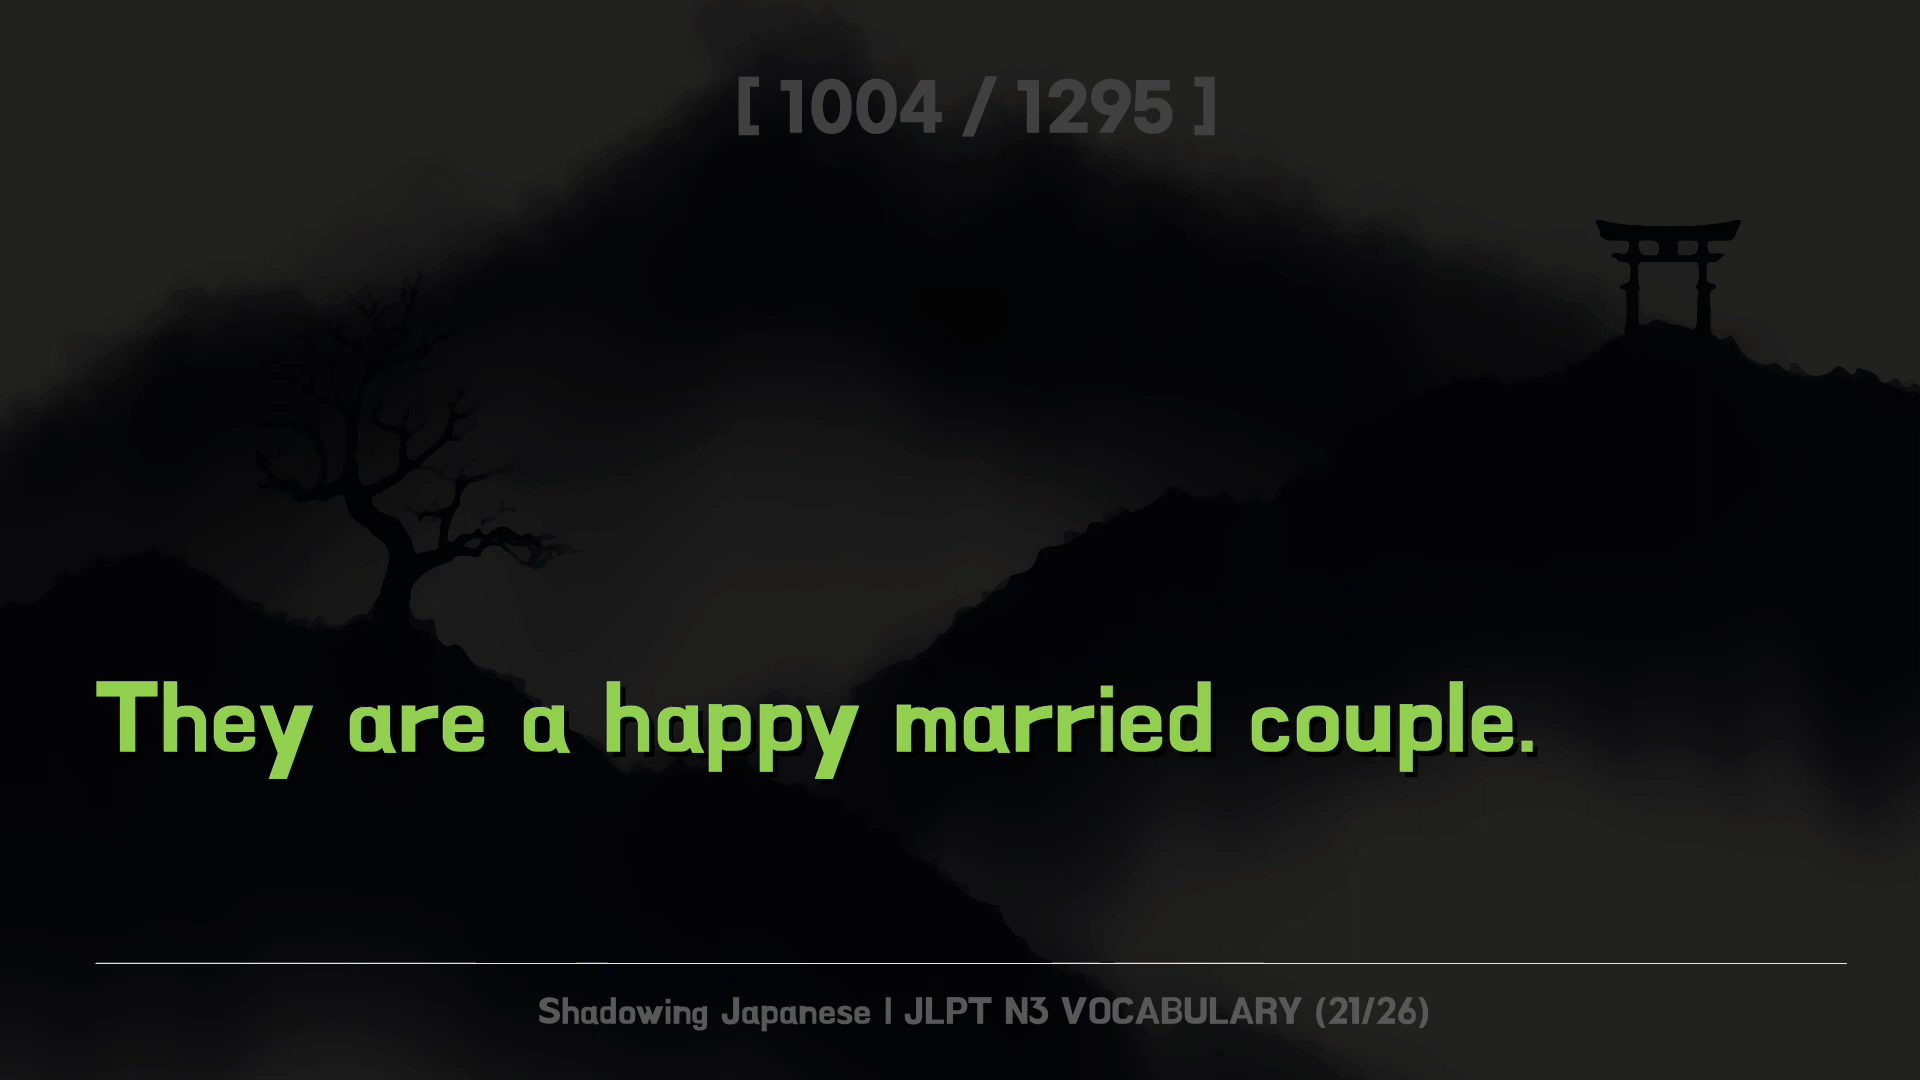 [ 1004 / 1295 ]
They are a happy married couple.
Shadowing Japanese | JLPT N3 VOCABULARY (21/26)